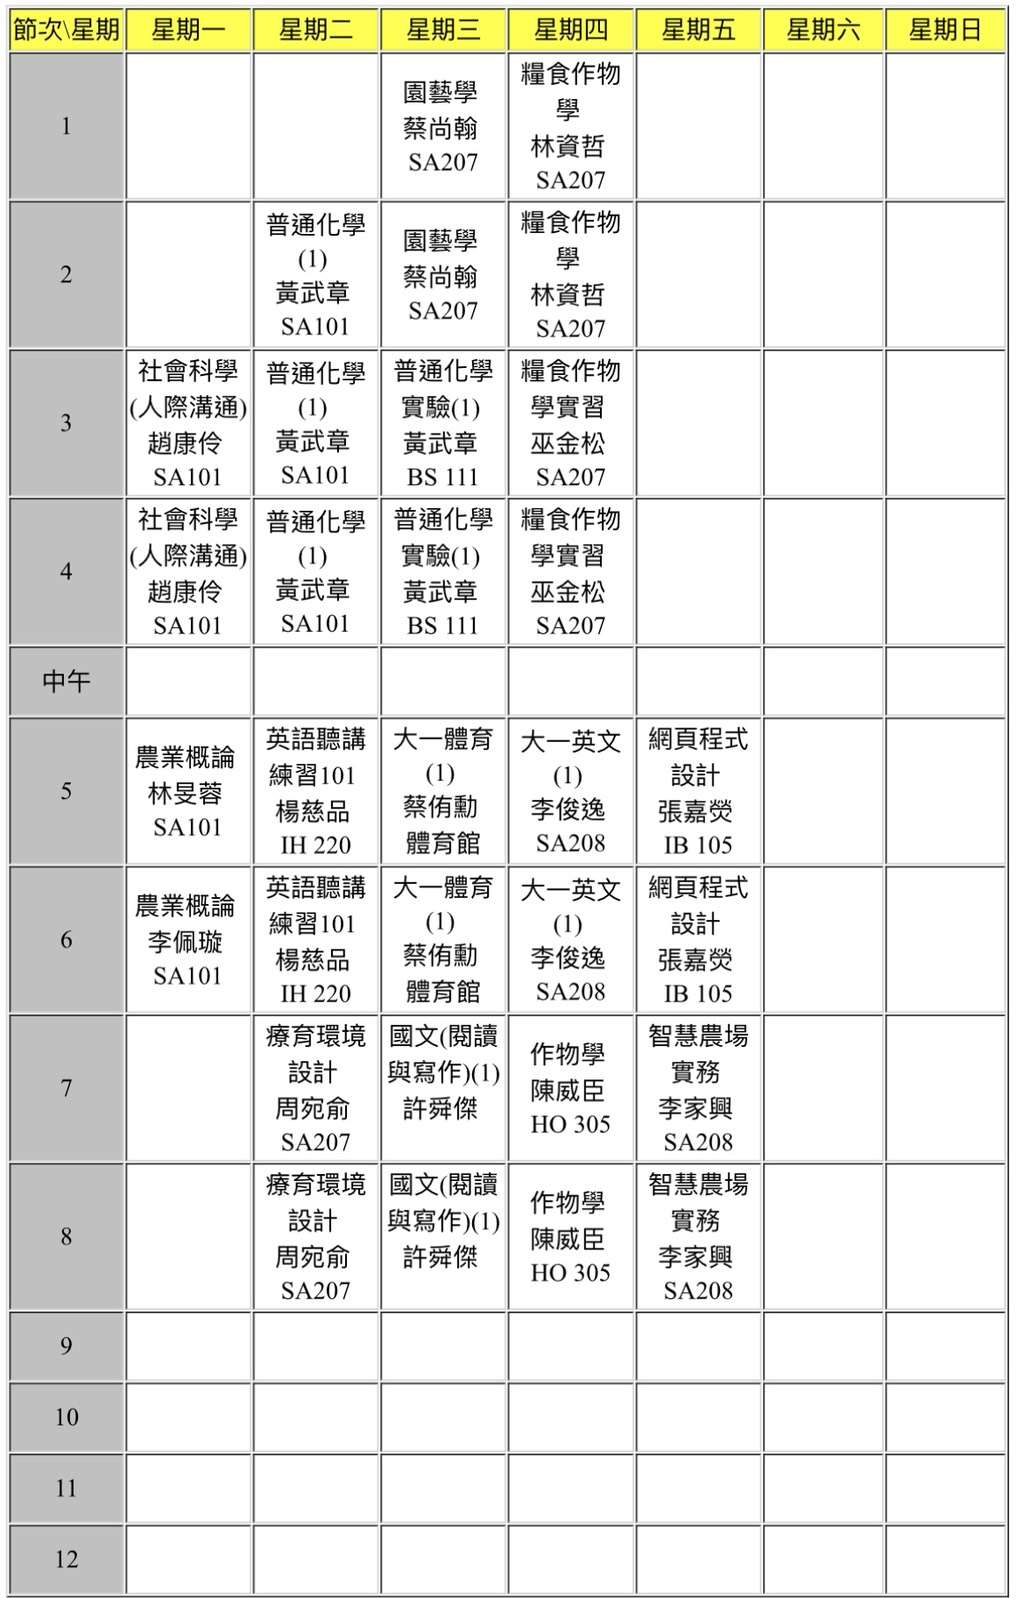 節次\星期 星期一 星期二 星期三 星期四 星期五 星期六 星期日
1
園藝學
蔡尚翰
SA207
糧食作物
學
林資哲
SA207
2
普通化學
(1)
黃武章
SA101
園藝學
蔡尚翰
SA207
糧食作物
學
林資哲
SA207
3
社會科學
(人際溝通)
趙康伶
SA101
普通化學
(1)
黃武章
SA101
普通化學
實驗(1)
黃武章
BS 111
糧食作物
學實習
巫金松
SA207
4
社會科學
(人際溝通)
趙康伶
SA101
普通化學
(1)
黃武章
SA101
普通化學
實驗(1)
黃武章
BS 111
糧食作物
學實習
巫金松
SA207
中午
5
農業概論
林旻蓉
SA101
英語聽講
練習101
楊慈品
IH 220
大一體育
(1)
蔡侑勳
體育館
大一英文
(1)
李俊逸
SA208
網頁程式
設計
張嘉熒
IB 105
6
農業概論
李佩璇
SA101
英語聽講
練習101
楊慈品
IH 220
大一體育
(1)
蔡侑勳
體育館
大一英文
(1)
李俊逸
SA208
網頁程式
設計
張嘉熒
IB 105
7
療育環境
設計
周宛俞
SA207
國文(閱讀
與寫作)(1)
許舜傑
作物學
陳威臣
HO 305
智慧農場
實務
李家興
SA208
8
療育環境
設計
周宛俞
SA207
國文(閱讀
與寫作)(1)
許舜傑
作物學
陳威臣
HO 305
智慧農場
實務
李家興
SA208
9
10
11
12